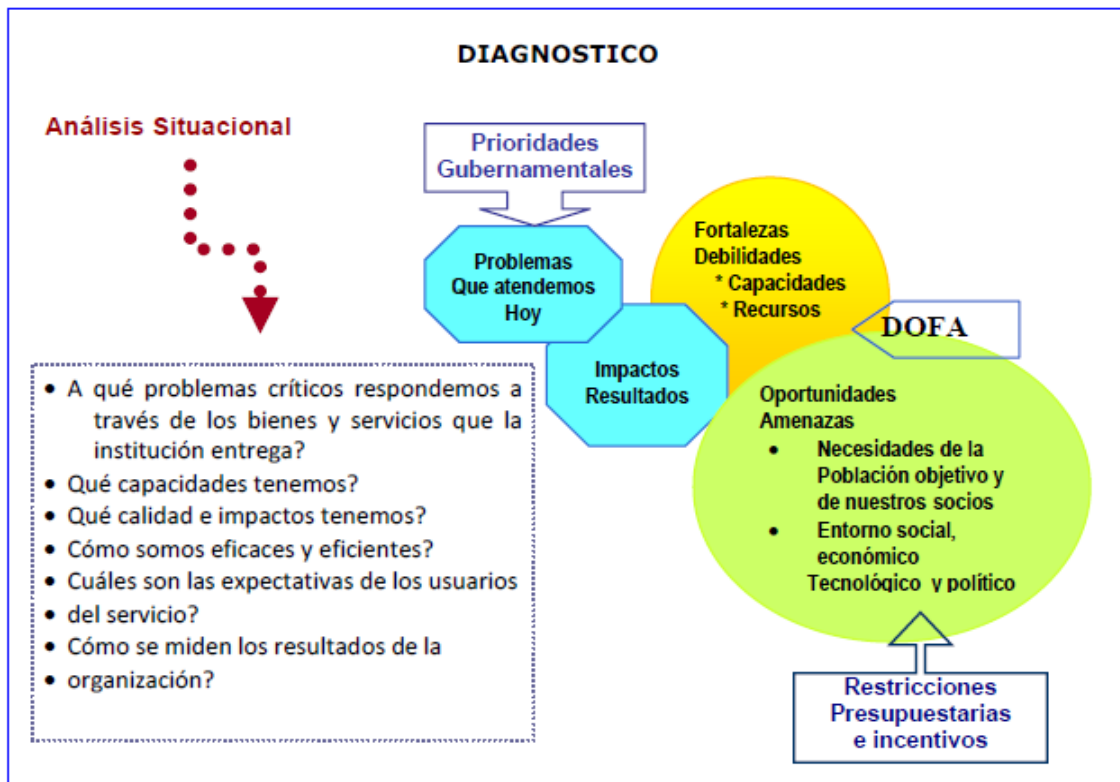 DIAGNOSTICO
Análisis Situacional
Prioridades
Gubernamentales
Problemas
Que atendemos
Hoy
Impactos
Resultados
Fortalezas
Debilidades
* Capacidades
* Recursos
DOFA
Oportunidades
Amenazas
• Necesidades de la
Población objetivo y
de nuestros socios
• Entorno social,
económico
Tecnológico y político
Restricciones
Presupuestarias
e incentivos
• A qué problemas críticos respondemos a
través de los bienes y servicios que la
institución entrega?
• Qué capacidades tenemos?
• Qué calidad e impactos tenemos?
• Cómo somos eficaces y eficientes?
• Cuáles son las expectativas de los usuarios
• del servicio?
• Cómo se miden los resultados de la
• organización?